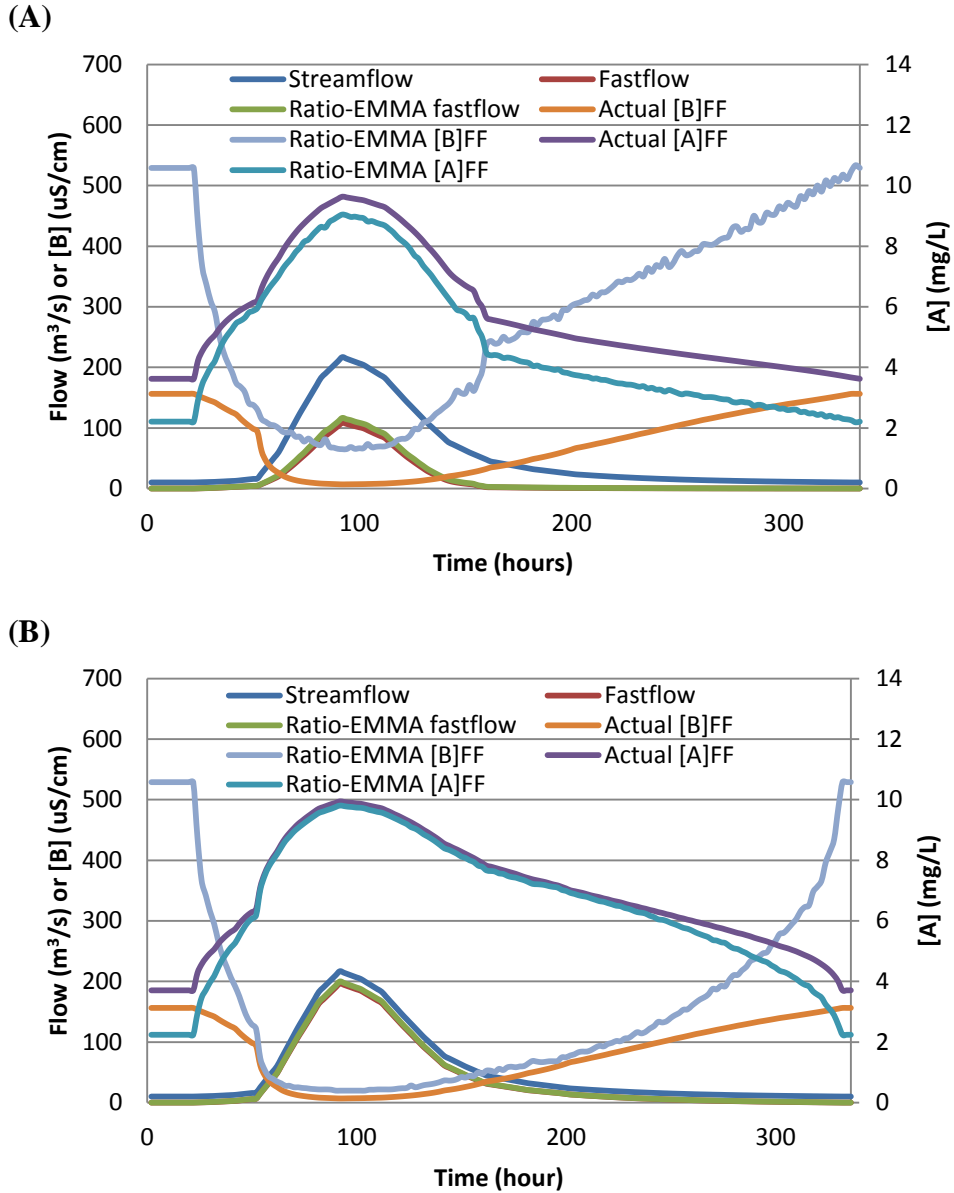 (A)
700
600
500
400
300
200
100
0
Flow (m³/s) or [B] (uS/cm)
Streamflow
Fastflow
Ratio-EMMA fastflow
Actual [B]FF
Ratio-EMMA [B]FF
Actual [A]FF
Ratio-EMMA [A]FF
14
12
10
8
6
4
2
0
[A] (mg/L)
0
100
200
300
Time (hours)
(B)
700
600
500
400
300
200
100
0
Flow (m³/s) or [B] (uS/cm)
Streamflow
Fastflow
Ratio-EMMA fastflow
Actual [B]FF
Ratio-EMMA [B]FF
Actual [A]FF
Ratio-EMMA [A]FF
14
12
10
8
6
4
2
0
[A] (mg/L)
0
100
200
300
Time (hour)